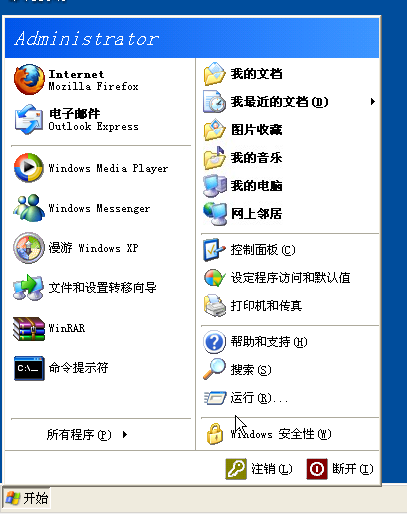 Administrator
Internet
Mozilla Firefox
电子邮件
Outlook Express
Windows Media Player
Windows Messenger
漫游 Windows XP
文件和设置转移向导
WinRAR
C:\_
命令提示符
所有程序(P)
我的文档
我最近的文档(D)
图片收藏
我的音乐
我的电脑
网上邻居
控制面板(C)
设定程序访问和默认值
打印机和传真
帮助和支持(H)
搜索(S)
运行(R)...
Windows 安全性(W)
注销(L)
断开(I)
开始